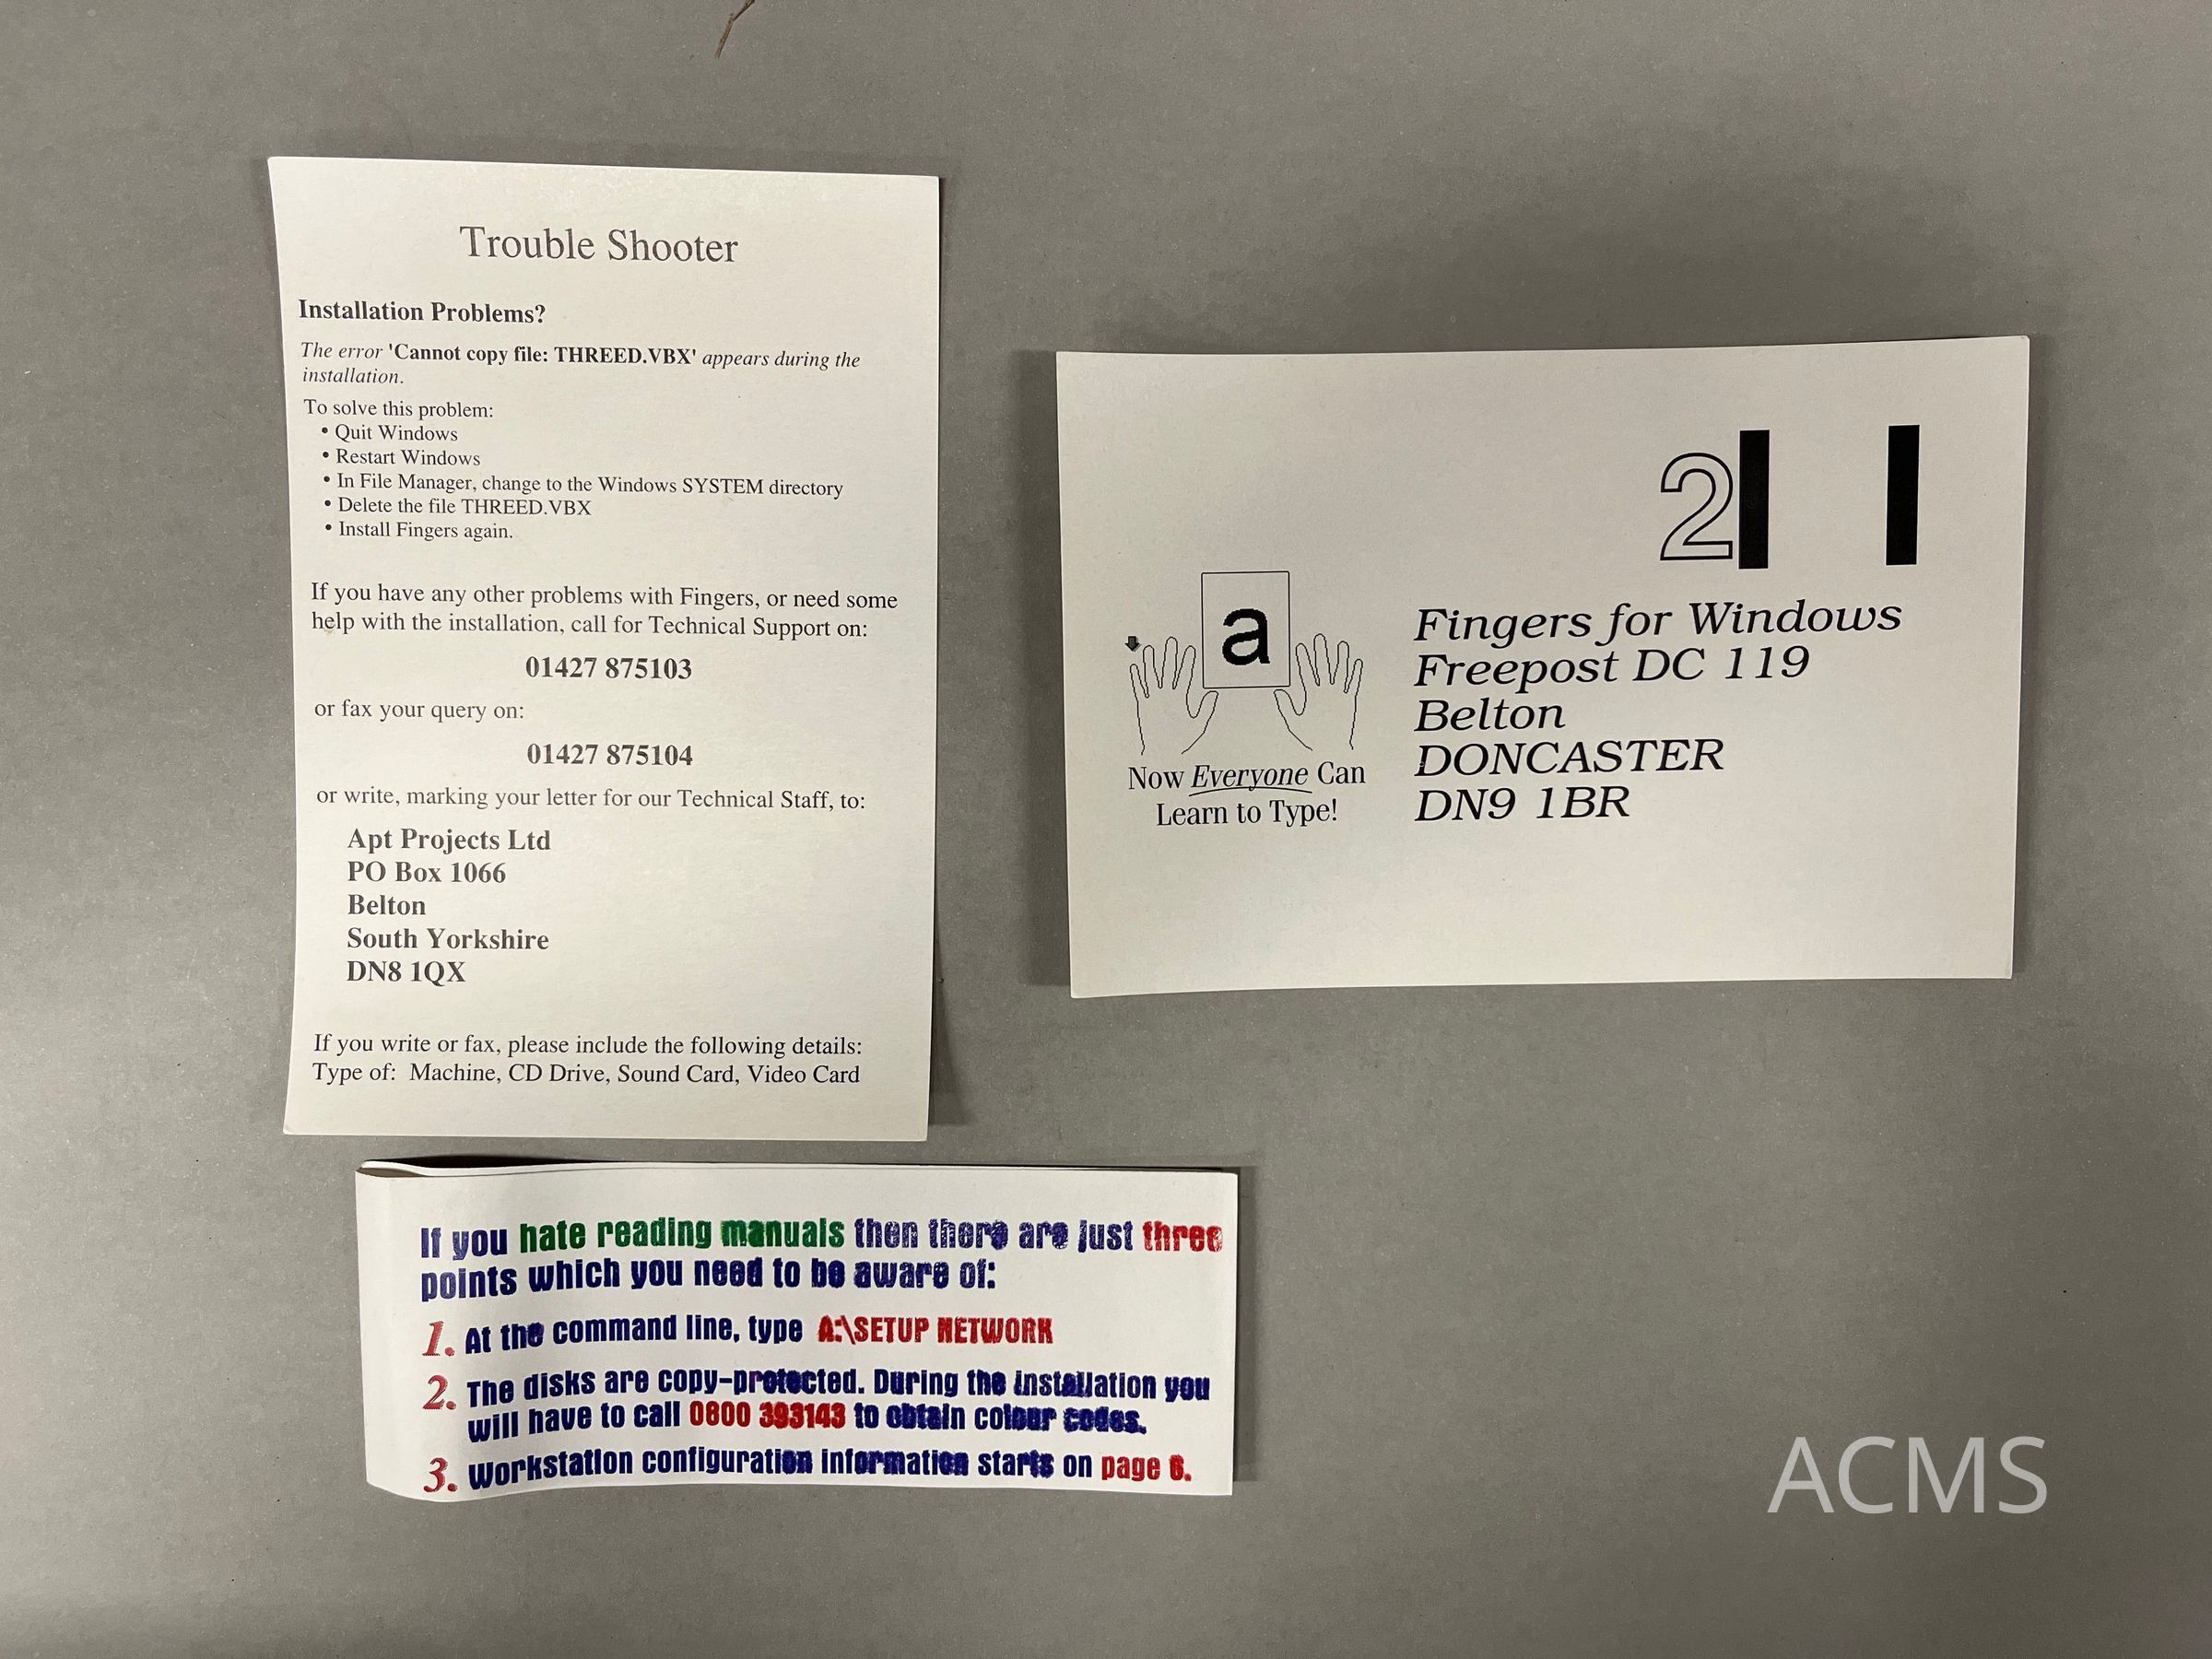 Trouble Shooter
Installation Problems?
The error 'Cannot copy file: THREED.VBX' appears during the
installation.
To solve this problem:
• Quit Windows
• Restart Windows
• In File Manager, change to the Windows SYSTEM directory
• Delete the file THREED.VBX
• Install Fingers again.
If you have any other problems with Fingers, or need some
help with the installation, call for Technical Support on:
01427 875103
or fax your query on:
01427 875104
or write, marking your letter for our Technical Staff, to:
Apt Projects Ltd
PO Box 1066
Belton
South Yorkshire
DN8 1QX
If you write or fax, please include the following details:
Type of: Machine, CD Drive, Sound Card, Video Card
2
a
Now Everyone Can
Learn to Type!
Fingers for Windows
Freepost DC 119
Belton
DONCASTER
DN9 1BR
If you hate reading manuals then there are just three
points which you need to be aware of:
1. At the command line, type A:\SETUP NETWORK
2. The disks are copy-protected. During the installation you
will have to call 0800 393143 to obtain colour codes.
3. Workstation configuration information starts on page 6.
ACMS